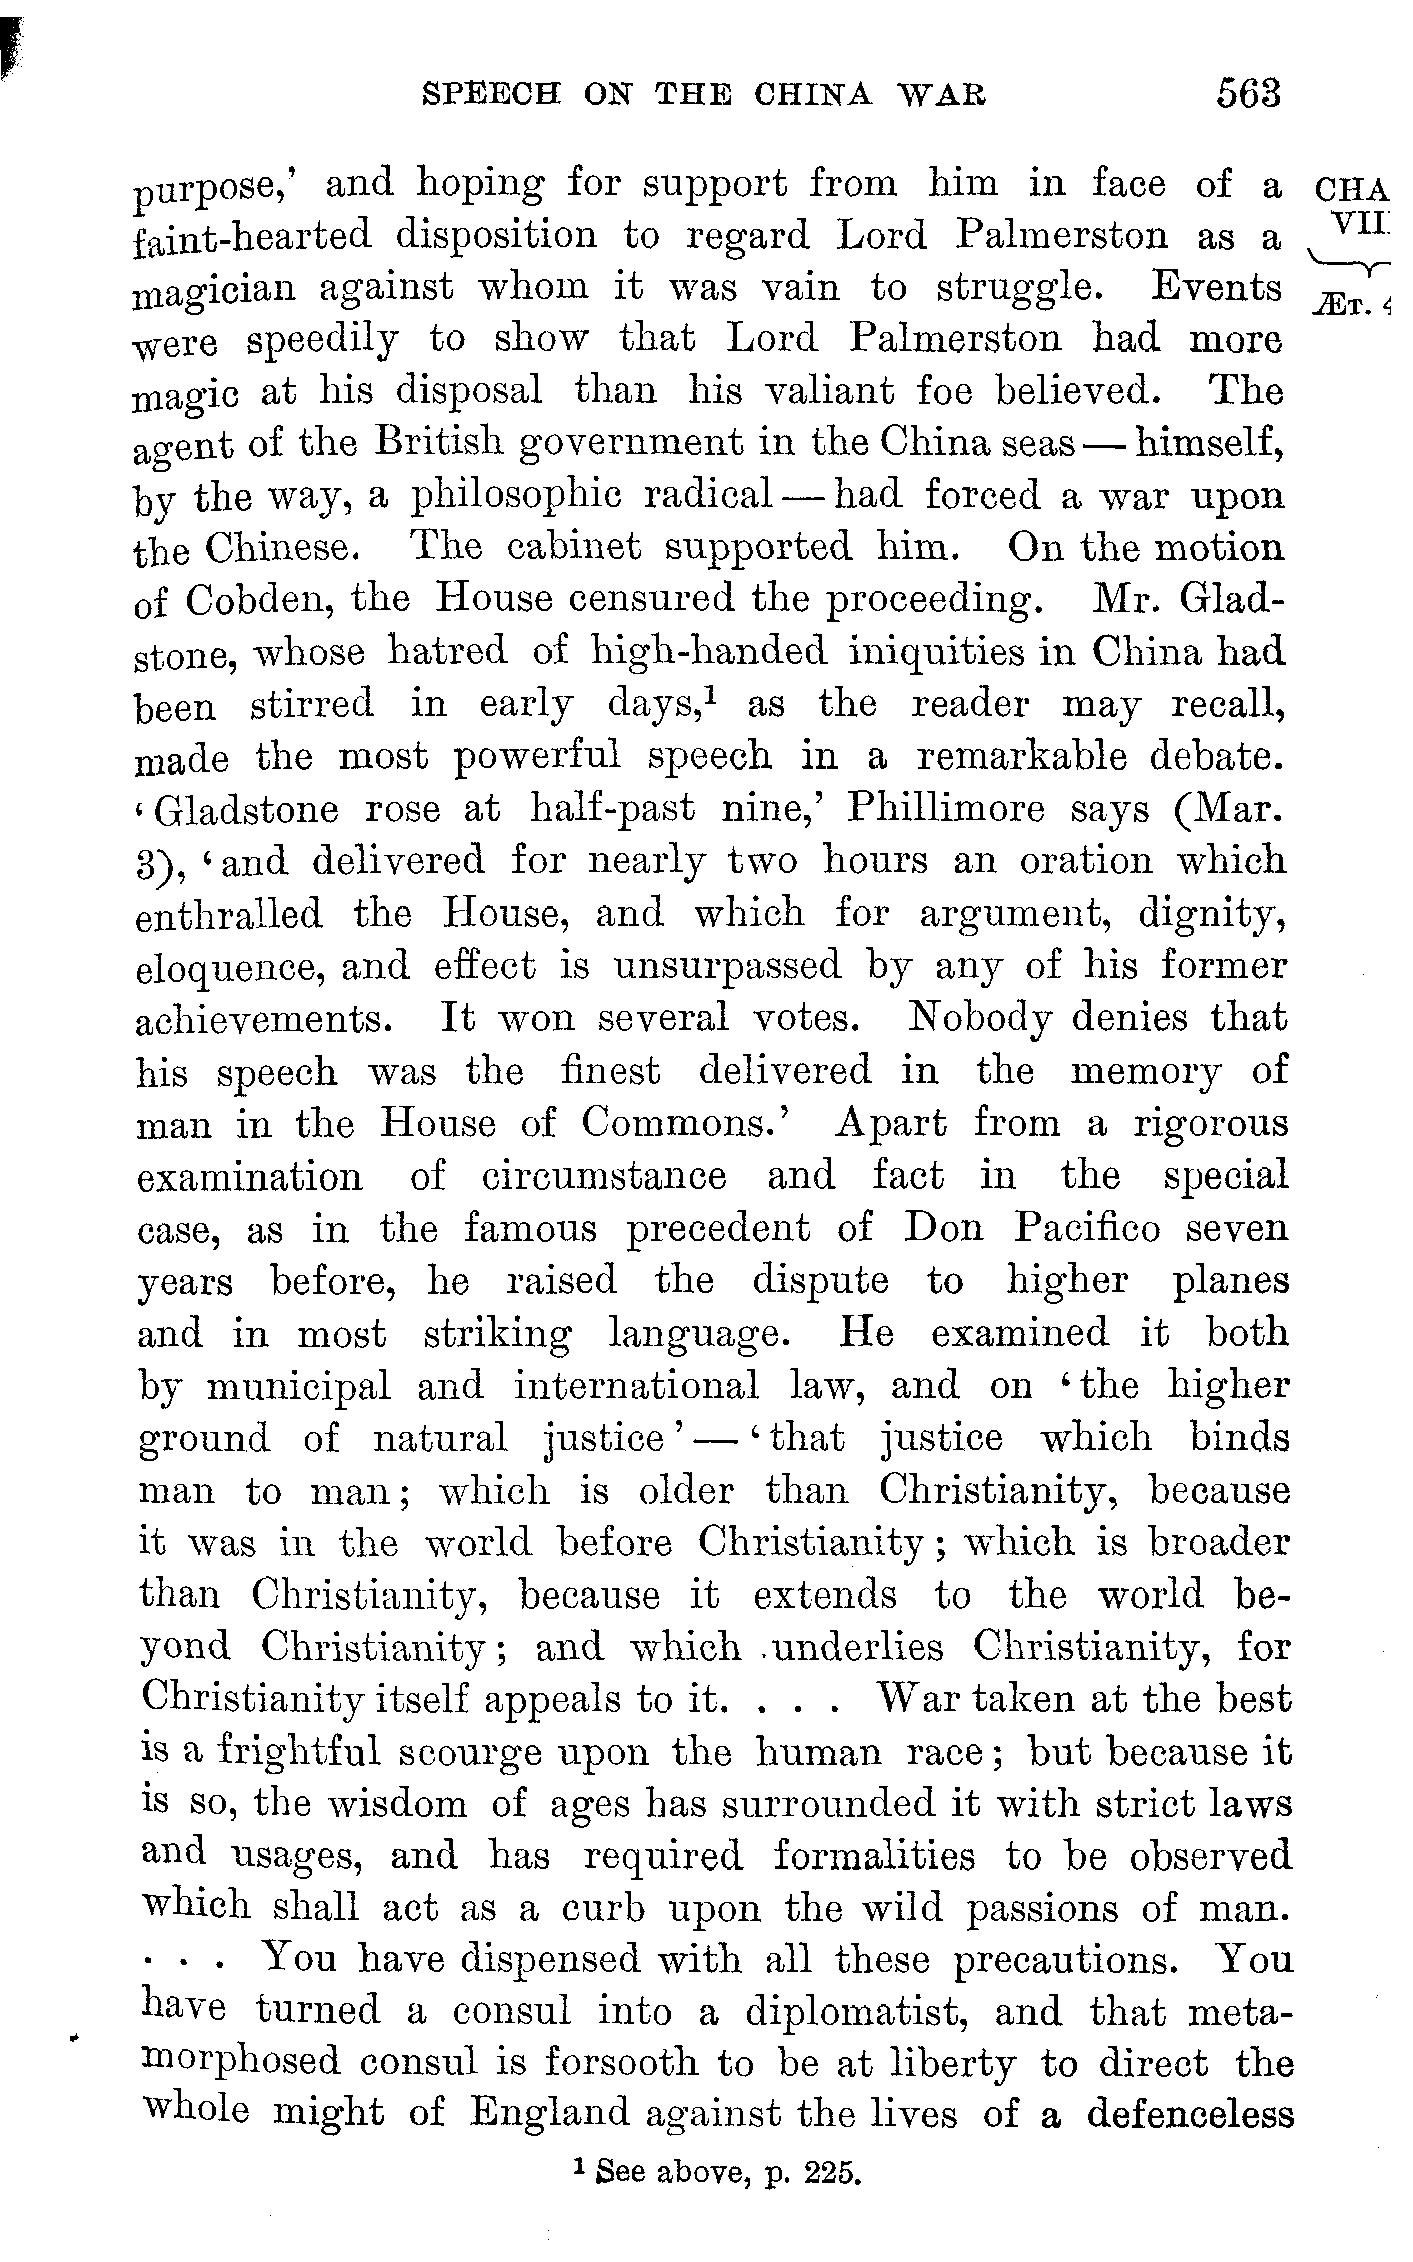 SPEECH ON THE CHINA WAR 563
purpose,' and hoping for support from him in face of a
faint-hearted disposition to regard Lord Palmerston as a
magician against whom it was vain to struggle. Events
were speedily to show that Lord Palmerston had more
magic at his disposal than his valiant foe believed. The
agent of the British government in the China seas — himself,
by the way, a philosophic radical — had forced a war upon
the Chinese. The cabinet supported him. On the motion
of Cobden, the House censured the proceeding. Mr. Glad-
stone, whose hatred of high-handed iniquities in China had
been stirred in early days,¹ as the reader may recall,
made the most powerful speech in a remarkable debate.
‘Gladstone rose at half-past nine,’ Phillimore says (Mar.
3), ‘and delivered for nearly two hours an oration which
enthralled the House, and which for argument, dignity,
eloquence, and effect is unsurpassed by any of his former
achievements. It won several votes. Nobody denies that
his speech was the finest delivered in the memory of
man in the House of Commons.’ Apart from a rigorous
examination of circumstance and fact in the special
case, as in the famous precedent of Don Pacifico seven
years before, he raised the dispute to higher planes
and in most striking language. He examined it both
by municipal and international law, and on ‘the higher
ground of natural justice’ — ‘that justice which binds
man to man; which is older than Christianity, because
it was in the world before Christianity; which is broader
than Christianity, because it extends to the world be-
yond Christianity; and which underlies Christianity, for
Christianity itself appeals to it. . . . War taken at the best
is a frightful scourge upon the human race; but because it
is so, the wisdom of ages has surrounded it with strict laws
and usages, and has required formalities to be observed
which shall act as a curb upon the wild passions of man.
. . . You have dispensed with all these precautions. You
have turned a consul into a diplomatist, and that meta-
morphosed consul is forsooth to be at liberty to direct the
whole might of England against the lives of a defenceless
¹ See above, p. 225.
CHA
VII
ÆT. 4